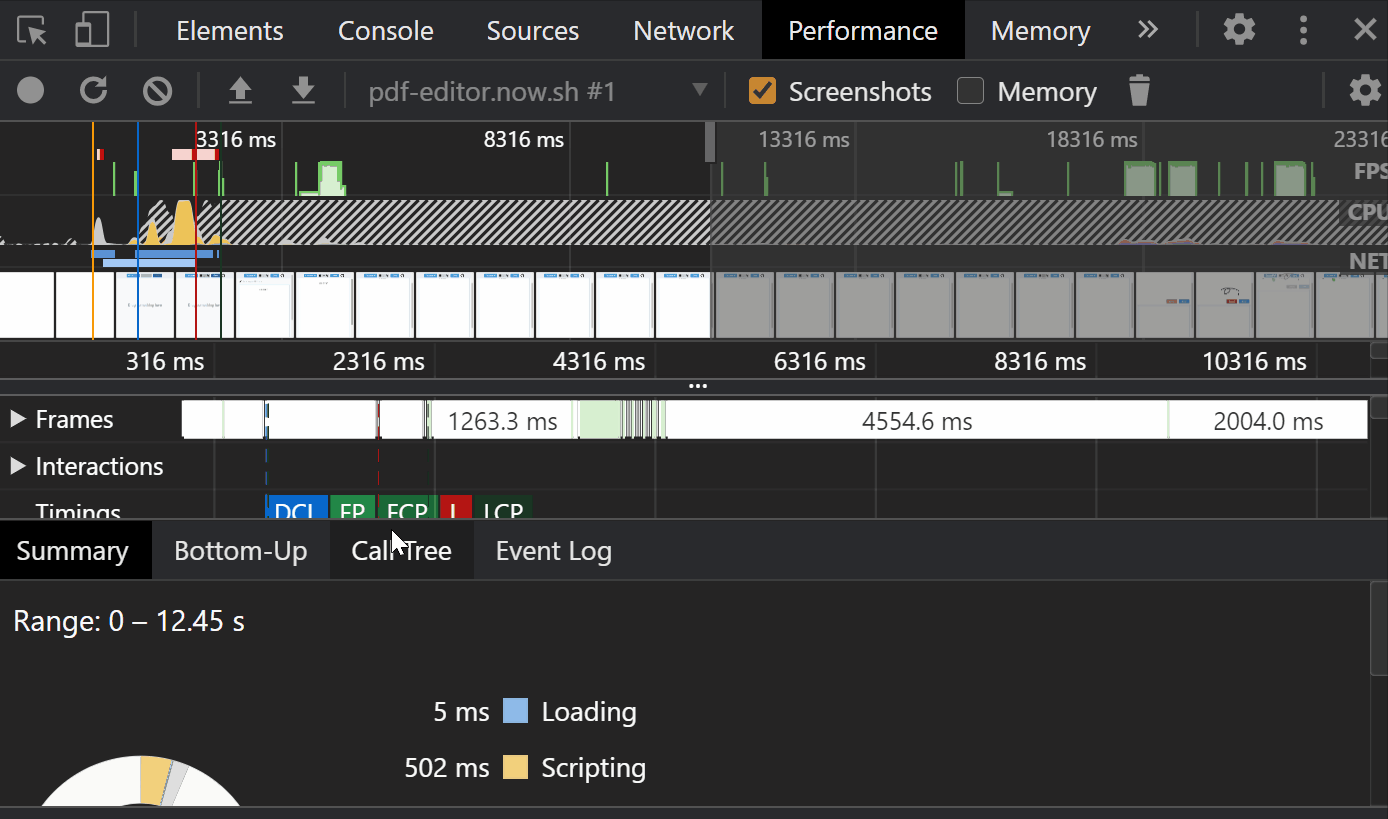 Elements Console Sources Network Performance Memory »
pdf-editor.now.sh #1 Screenshots Memory
3316 ms 8316 ms 13316 ms 18316 ms 23316
FPS
CPU
NET
316 ms 2316 ms 4316 ms 6316 ms 8316 ms 10316 ms
...
Frames 1263.3 ms 4554.6 ms 2004.0 ms
Interactions
Timings DCL FP FCP L LCP
Summary Bottom-Up Call Tree Event Log
Range: 0 – 12.45 s
5 ms Loading
502 ms Scripting